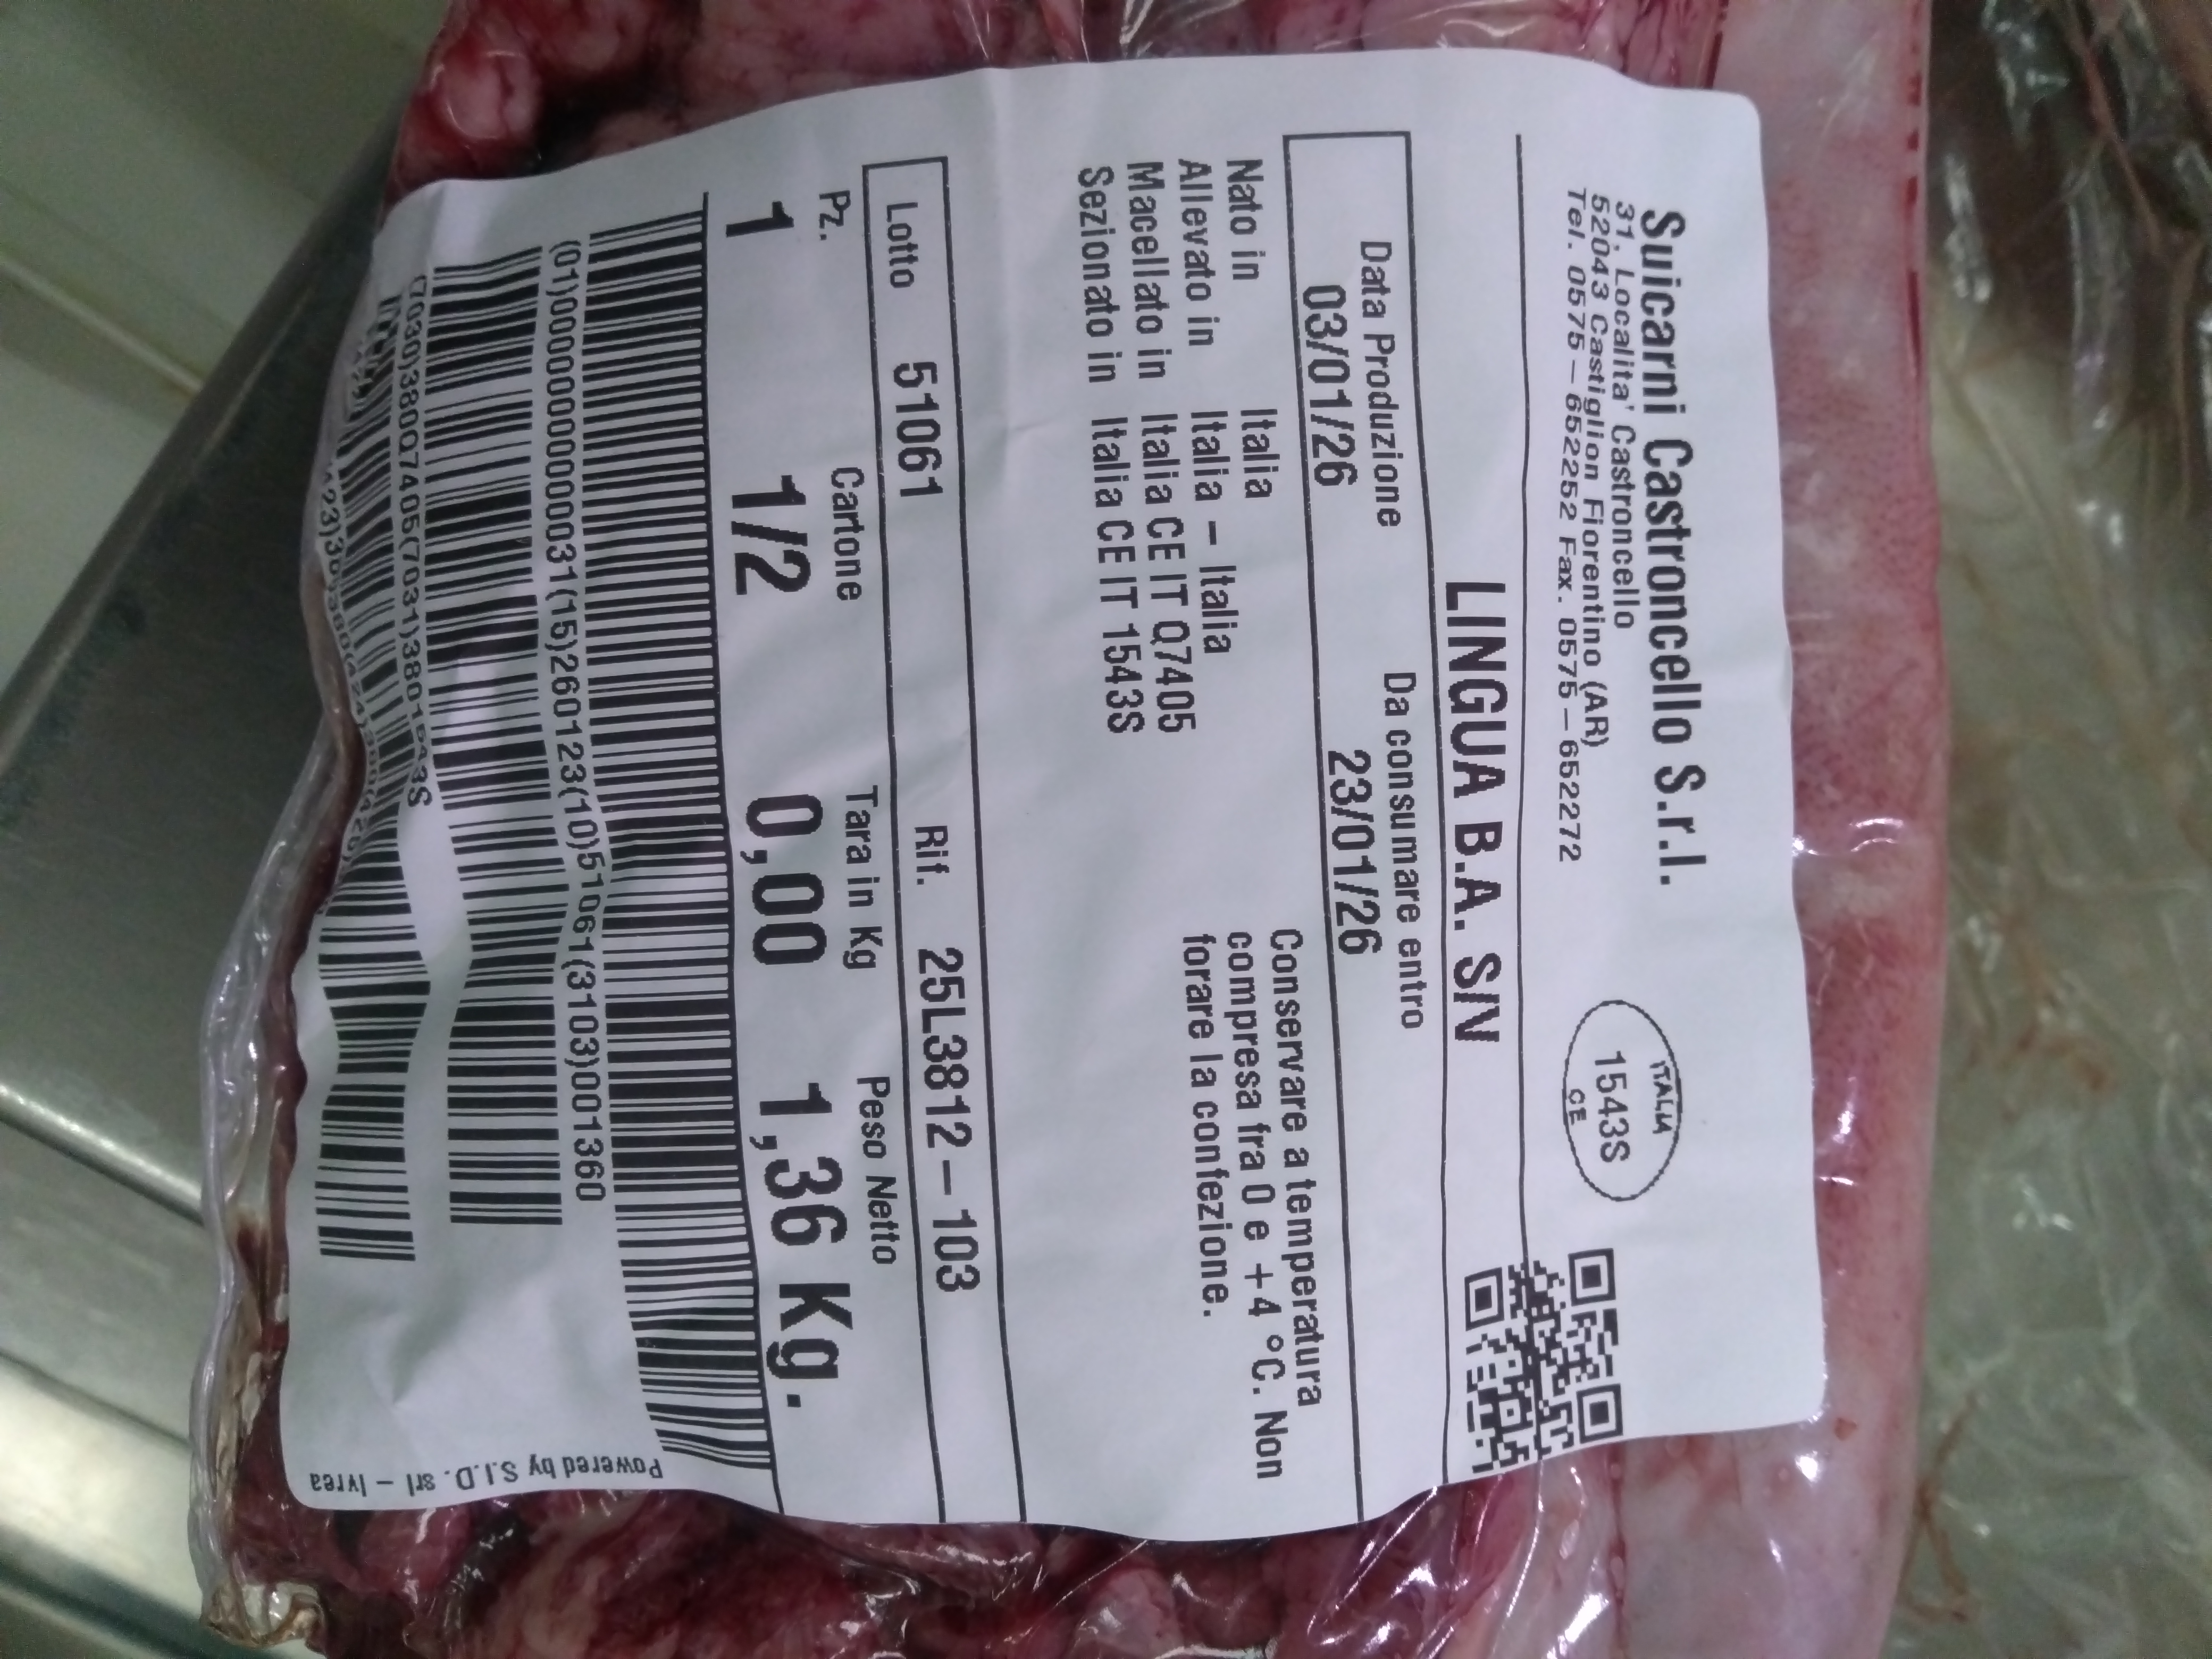 Suicarni Castroncello S.r.l.
31, Localita' Castroncello
52043 Castiglion Fiorentino (AR)
Tel. 0575-652252 Fax. 0575-652272
ITALIA
1543S
CE
LINGUA B.A. S/V
Data Produzione Da consumare entro
03/01/26 23/01/26
Nato in Italia
Allevato in Italia - Italia
Macellato in Italia CE IT Q7405
Sezionato in Italia CE IT 1543S
Conservare a temperatura
compresa fra 0 e +4 °C. Non
forare la confezione.
Lotto 51061 Rif. 25L3812-103
Pz. Cartone Tara in Kg Peso Netto
1 1/2 0,00 1,36 Kg.
(01)00000000000031(15)260123(10)51061(3103)001360
(7030)380Q7405(7031)3801543S
Powered by S.I.D. srl - Ivrea